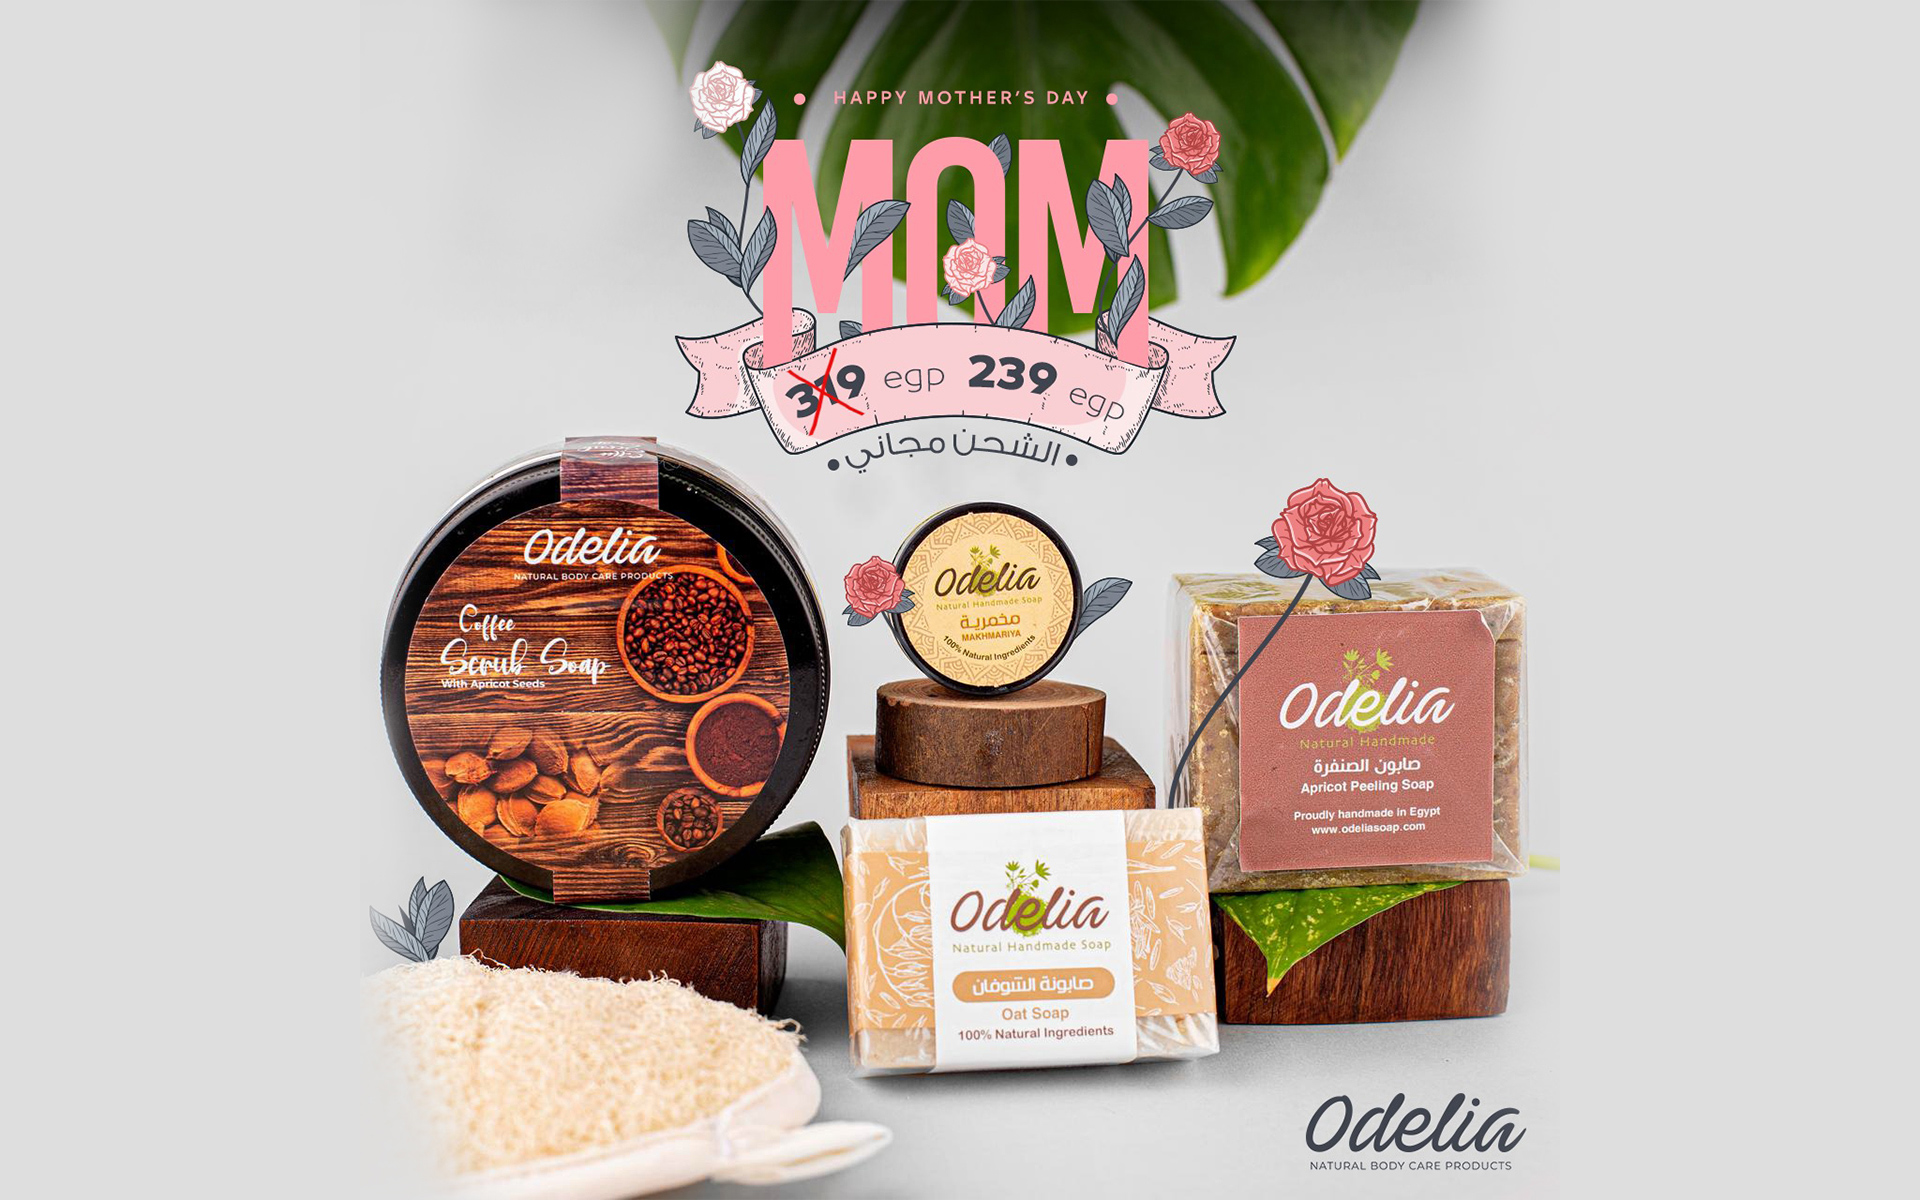 HAPPY MOTHER'S DAY
MOM
319 egp 239 egp
الشحن مجاني
Odelia
NATURAL BODY CARE PRODUCTS
Coffee
Scrub Soap
With Apricot Seeds
Odelia
Natural Handmade Soap
مخمرية
MAKHMARIYA
100% Natural Ingredients
Odelia
Natural Handmade
صابون الصنفرة
Apricot Peeling Soap
Proudly handmade in Egypt
www.odeliasoap.com
Odelia
Natural Handmade Soap
صابونة الشوفان
Oat Soap
100% Natural Ingredients
Odelia
NATURAL BODY CARE PRODUCTS